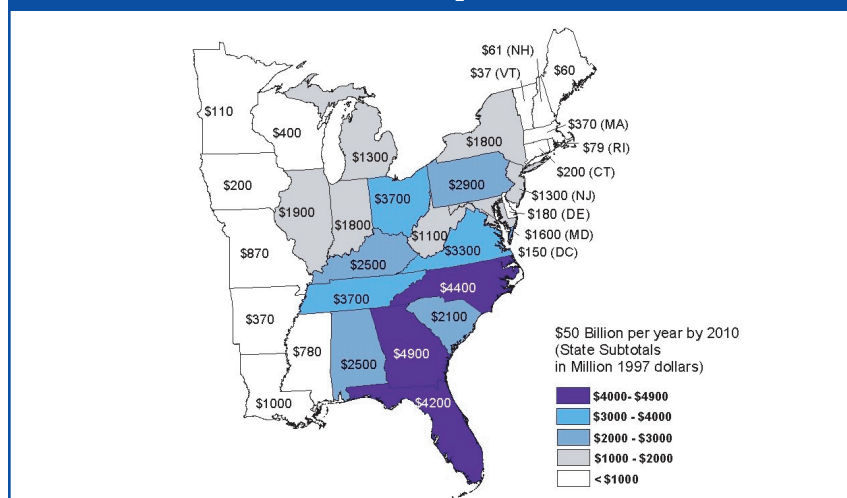 $61 (NH)
$37 (VT)
$60
$110
$370 (MA)
$400
$1800
$79 (RI)
$1300
$200 (CT)
$200
$2900
$3700
$1300 (NJ)
$1900
$1800
$180 (DE)
$1100
$1600 (MD)
$870
$3300
$150 (DC)
$2500
$4400
$3700
$370
$2100
$780
$4900
$2500
$1000
$4200
$50 Billion per year by 2010
(State Subtotals
in Million 1997 dollars)
$4000- $4900
$3000 - $4000
$2000 - $3000
$1000 - $2000
< $1000